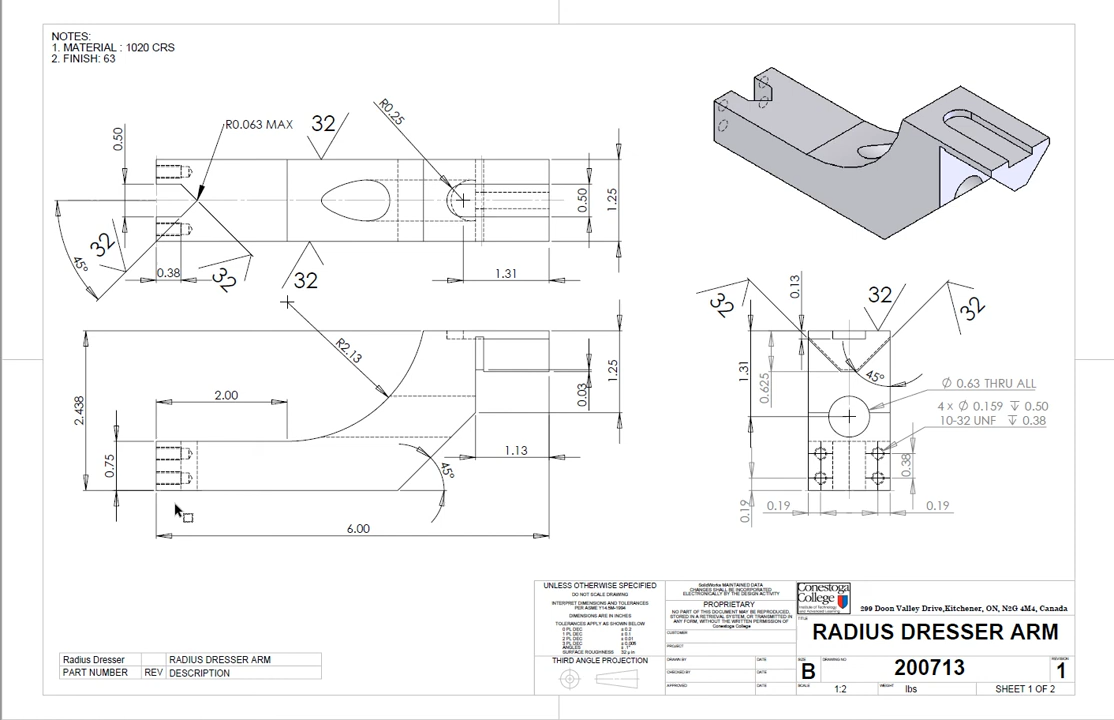 NOTES:
1. MATERIAL : 1020 CRS
2. FINISH: 63
R0.063 MAX
32
R0.25
0.50
0.50
1.25
32
32
45°
0.38
1.31
32
R2.13
2.00
2.438
0.75
1.25
0.03
1.13
45°
6.00
32
0.13
32
32
1.31
0.625
45°
Ø 0.63 THRU ALL
4 x Ø 0.159 ↧ 0.50
10-32 UNF ↧ 0.38
0.38
0.19
0.19
0.19
UNLESS OTHERWISE SPECIFIED
DO NOT SCALE DRAWING
INTERPRET DIMENSIONS AND TOLERANCES
PER ASME Y14.5M-1994
DIMENSIONS ARE IN INCHES
TOLERANCES APPLY AS SHOWN BELOW
0 PL DEC ± 0.2
1 PL DEC ± 0.1
2 PL DEC ± 0.01
3 PL DEC ± 0.005
ANGLES ± 1°
SURFACE ROUGHNESS 32
THIRD ANGLE PROJECTION
SolidWorks MAINTAINED DATA
CHANGES SHALL BE INCORPORATED
ELECTRONICALLY BY THE DESIGN ACTIVITY
PROPRIETARY
NO PART OF THIS DOCUMENT MAY BE REPRODUCED,
STORED IN A RETRIEVAL SYSTEM, OR TRANSMITTED IN
ANY FORM, WITHOUT THE WRITTEN PERMISSION OF
Conestoga College
CUSTOMER
PROJECT
DRAWN BY DATE
CHECKED BY DATE
APPROVED DATE
Conestoga
College
Institute of Technology
and Advanced Learning
299 Doon Valley Drive,Kitchener, ON, N2G 4M4, Canada
TITLE
RADIUS DRESSER ARM
SIZE
B
DRAWING NO
200713
REVISION
1
SCALE
1:2
WEIGHT
lbs
SHEET 1 OF 2
Radius Dresser RADIUS DRESSER ARM
PART NUMBER REV DESCRIPTION